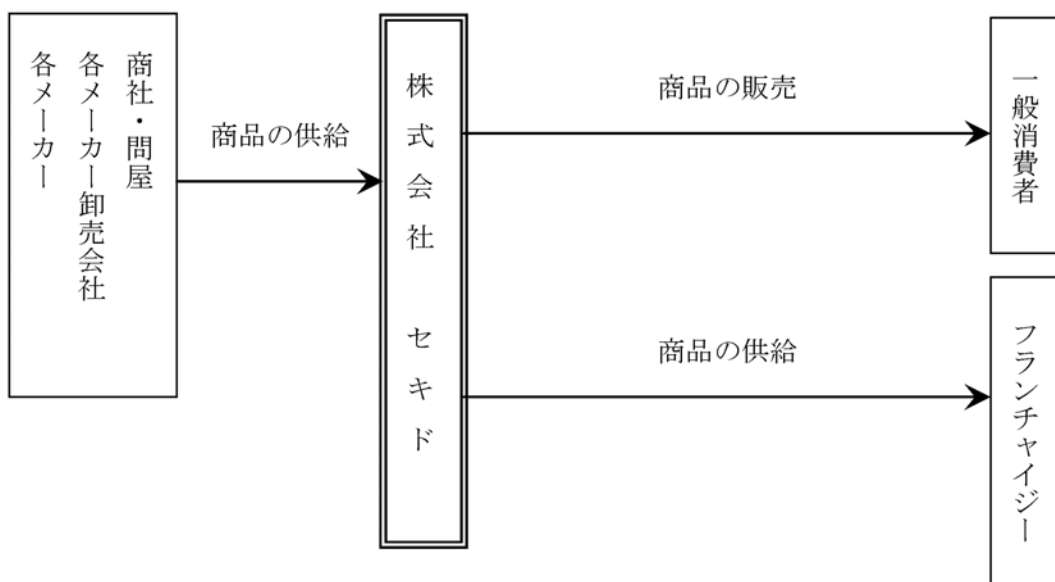 商社・問屋
各メーカー卸売会社
各メーカー
商品の供給
株式会社 セキド
商品の販売
一般消費者
商品の供給
フランチャイジー